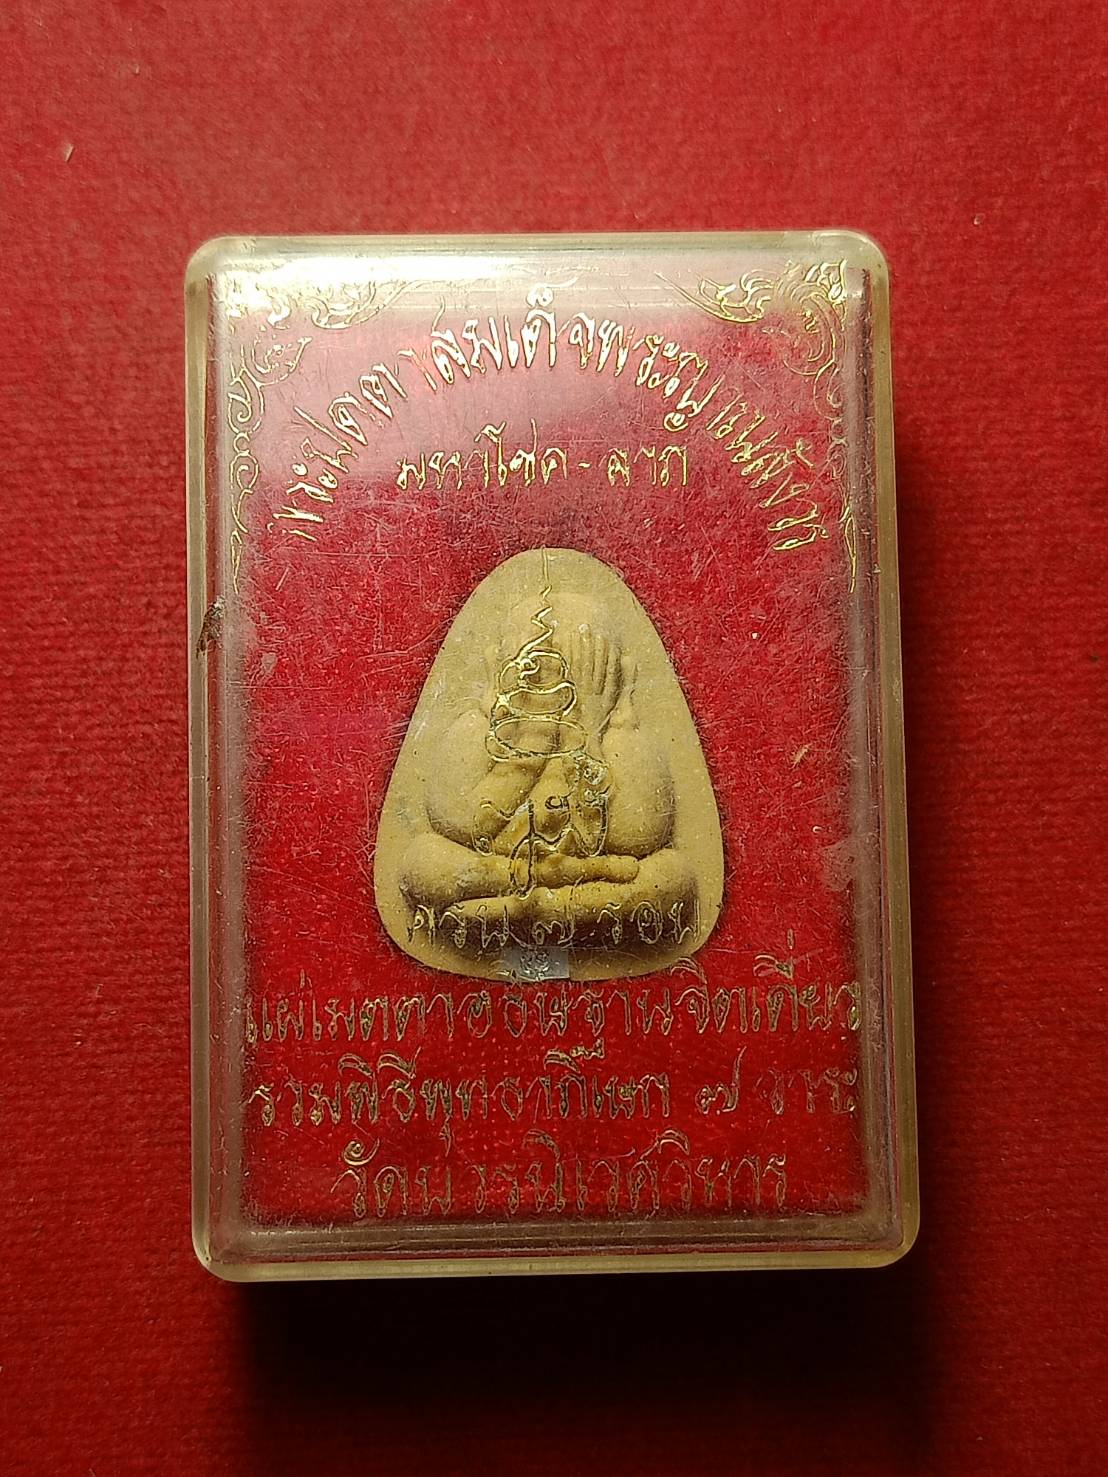 พระปิดตาสมเด็จพระญาณสังวร
มหาโชค-ลาภ
ครบ ๗ รอบ
แผ่เมตตาอธิษฐานจิตเดี่ยว
รวมพิธีพุทธาภิเษก ๗ วาระ
วัดบวรนิเวศวิหาร